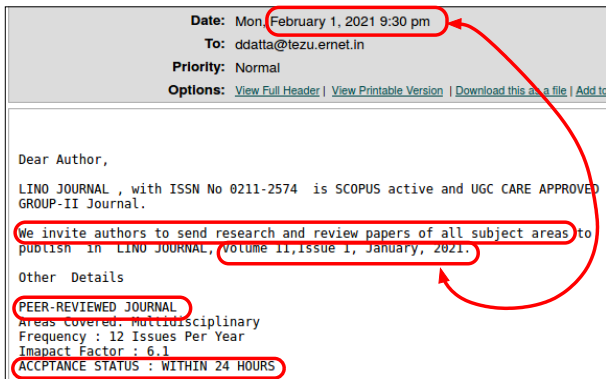 Date: Mon, February 1, 2021 9:30 pm
To: ddatta@tezu.ernet.in
Priority: Normal
Options: View Full Header | View Printable Version | Download this as a file | Add to
Dear Author,
LINO JOURNAL , with ISSN No 0211-2574 is SCOPUS active and UGC CARE APPROVED
GROUP-II Journal.
We invite authors to send research and review papers of all subject areas to
publish in LINO JOURNAL, Volume 11,Issue 1, January, 2021.
Other Details
PEER-REVIEWED JOURNAL
Areas Covered: Multidisciplinary
Frequency : 12 Issues Per Year
Imapact Factor : 6.1
ACCPTANCE STATUS : WITHIN 24 HOURS